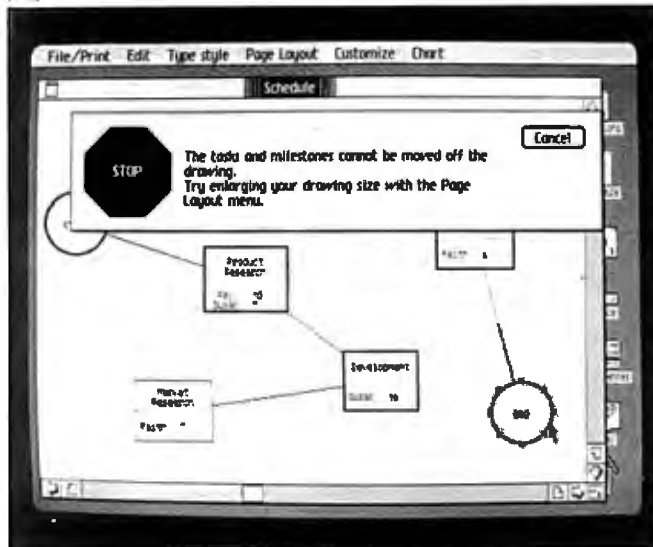 File/Print Edit Type style Page Layout Customize Chart
Schedule
Cancel
STOP
The tasks and milestones cannot be moved off the
drawing.
Try enlarging your drawing size with the Page
Layout menu.
Product
Research
Development
Market
Research
END